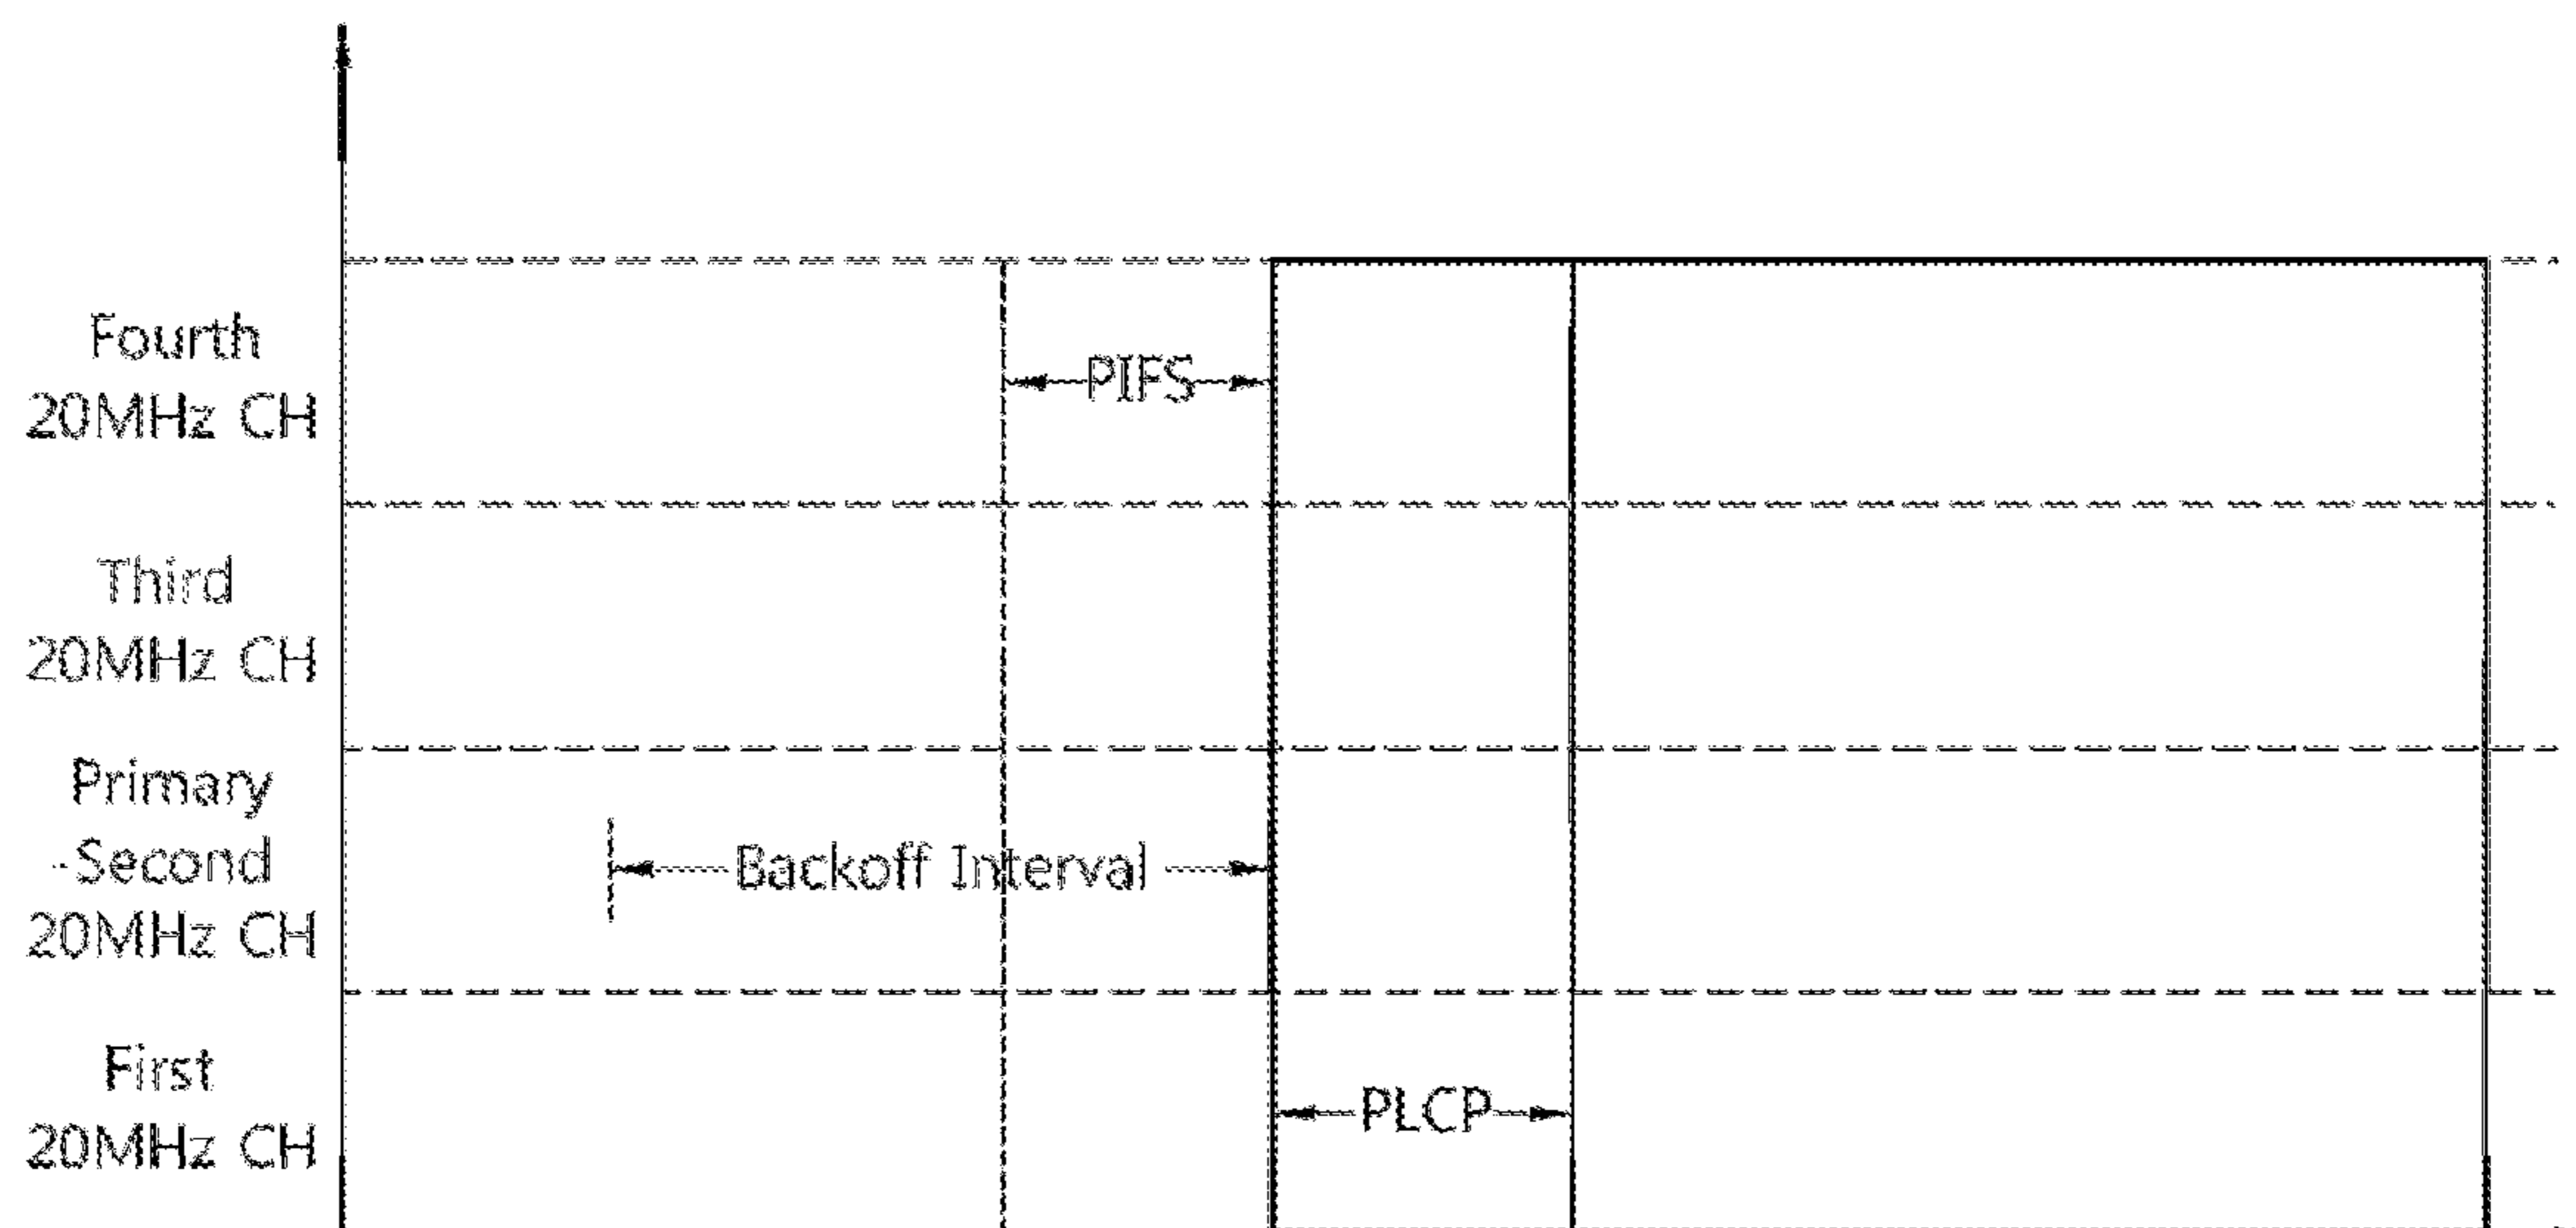 Fourth
20MHz CH
PIFS
Third
20MHz CH
Primary
-Second
20MHz CH
Backoff Interval
First
20MHz CH
PLCP